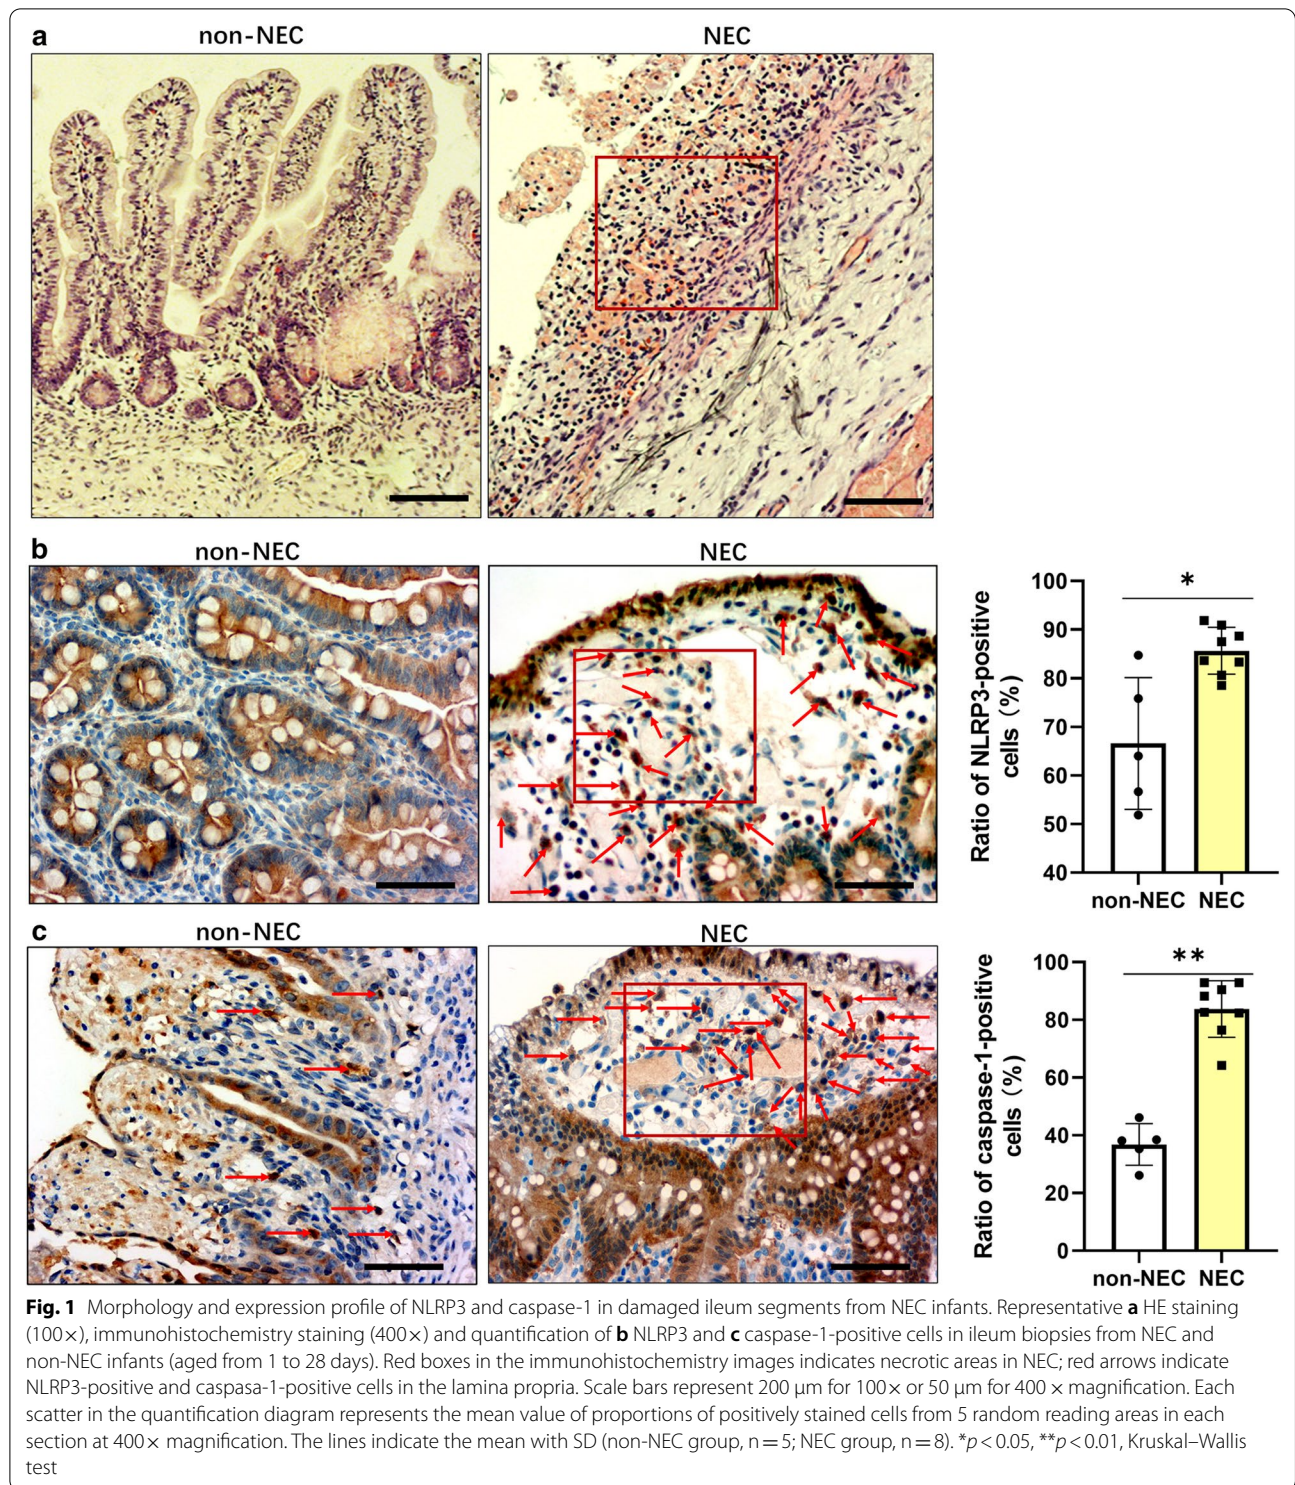 a
non-NEC
NEC
b
non-NEC
NEC
Ratio of NLRP3-positive
cells (%)
100
90
80
70
60
50
40
*
non-NEC NEC
c
non-NEC
NEC
Ratio of caspase-1-positive
cells (%)
100
80
60
40
20
0
**
non-NEC NEC
Fig. 1 Morphology and expression profile of NLRP3 and caspase-1 in damaged ileum segments from NEC infants. Representative a HE staining
(100×), immunohistochemistry staining (400×) and quantification of b NLRP3 and c caspase-1-positive cells in ileum biopsies from NEC and
non-NEC infants (aged from 1 to 28 days). Red boxes in the immunohistochemistry images indicates necrotic areas in NEC; red arrows indicate
NLRP3-positive and caspasa-1-positive cells in the lamina propria. Scale bars represent 200 µm for 100× or 50 µm for 400 × magnification. Each
scatter in the quantification diagram represents the mean value of proportions of positively stained cells from 5 random reading areas in each
section at 400× magnification. The lines indicate the mean with SD (non-NEC group, n = 5; NEC group, n = 8). *p < 0.05, **p < 0.01, Kruskal–Wallis
test